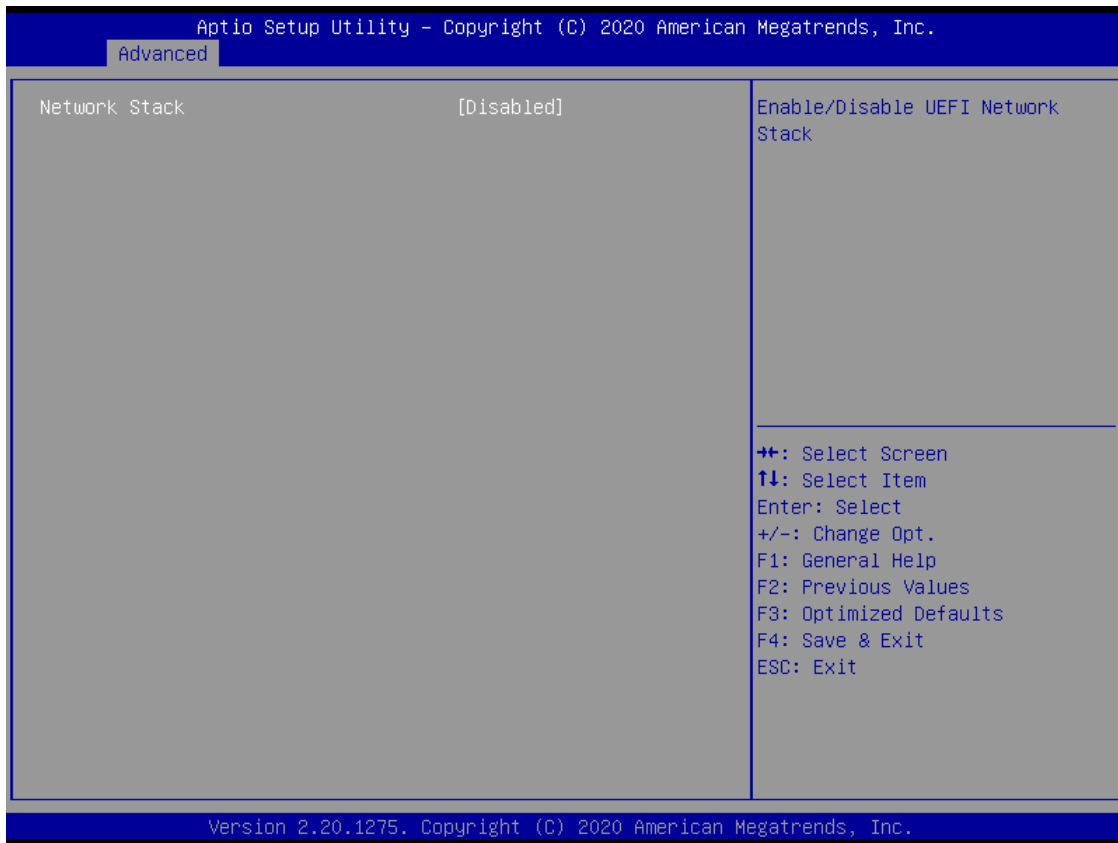 Aptio Setup Utility – Copyright (C) 2020 American Megatrends, Inc.
Advanced
Network Stack [Disabled]
Enable/Disable UEFI Network
Stack
→←: Select Screen
↑↓: Select Item
Enter: Select
+/-: Change Opt.
F1: General Help
F2: Previous Values
F3: Optimized Defaults
F4: Save & Exit
ESC: Exit
Version 2.20.1275. Copyright (C) 2020 American Megatrends, Inc.